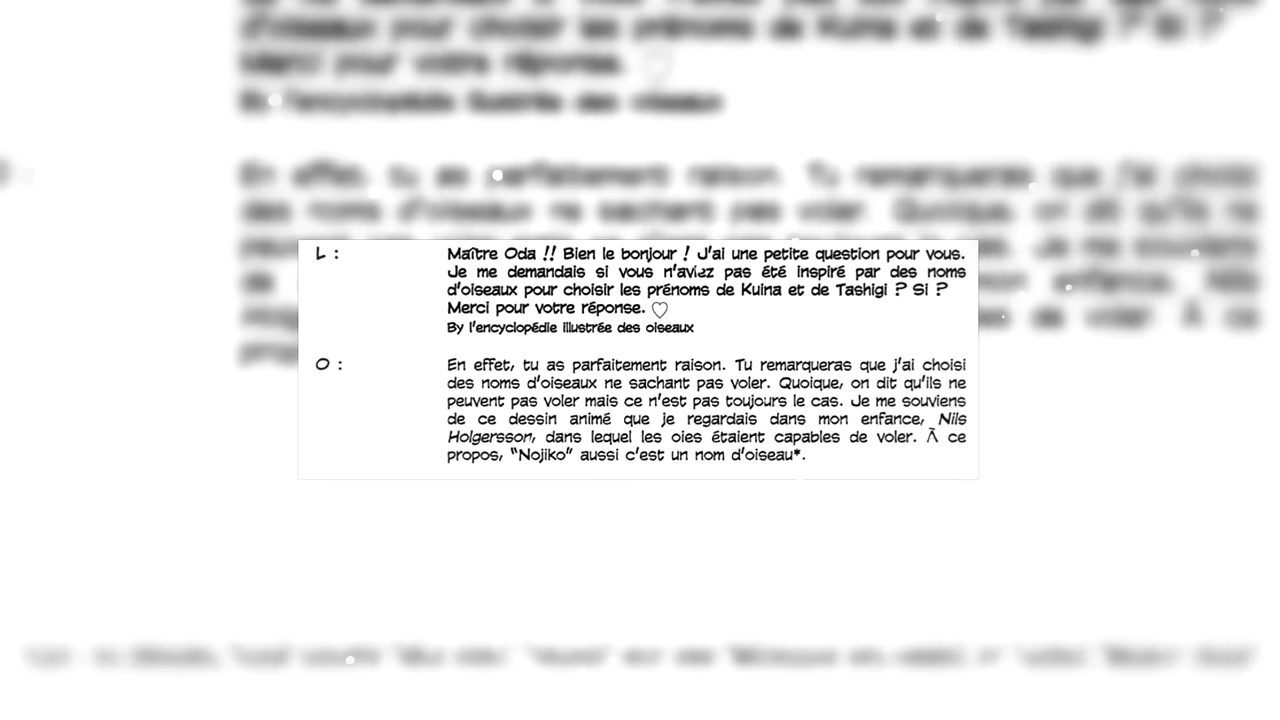 L : Maître Oda !! Bien le bonjour ! J'ai une petite question pour vous.
Je me demandais si vous n'aviez pas été inspiré par des noms
d'oiseaux pour choisir les prénoms de Kuina et de Tashigi ? Si ?
Merci pour votre réponse. ♡
By l'encyclopédie illustrée des oiseaux
O : En effet, tu as parfaitement raison. Tu remarqueras que j'ai choisi
des noms d'oiseaux ne sachant pas voler. Quoique, on dit qu'ils ne
peuvent pas voler mais ce n'est pas toujours le cas. Je me souviens
de ce dessin animé que je regardais dans mon enfance, Nils
Holgersson, dans lequel les oies étaient capables de voler. À ce
propos, "Nojiko" aussi c'est un nom d'oiseau*.